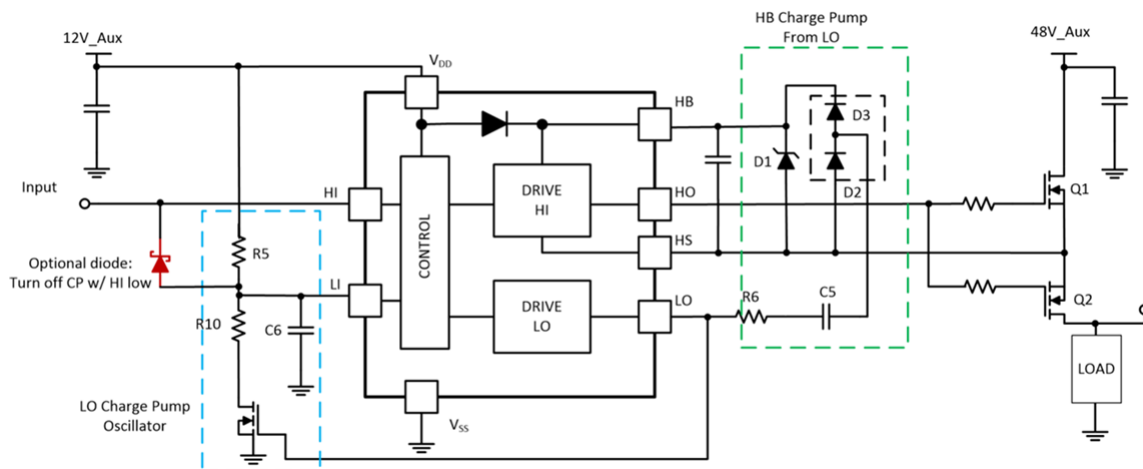 HB Charge Pump
From LO
12V_Aux
48V_Aux
VDD
HB
D3
D1
D2
Input
HI
DRIVE
HI
HO
Q1
CONTROL
HS
Optional diode:
Turn off CP w/ HI low
R5
LI
R10
C6
DRIVE
LO
LO
R6
C5
Q2
LOAD
LO Charge Pump
Oscillator
VSS